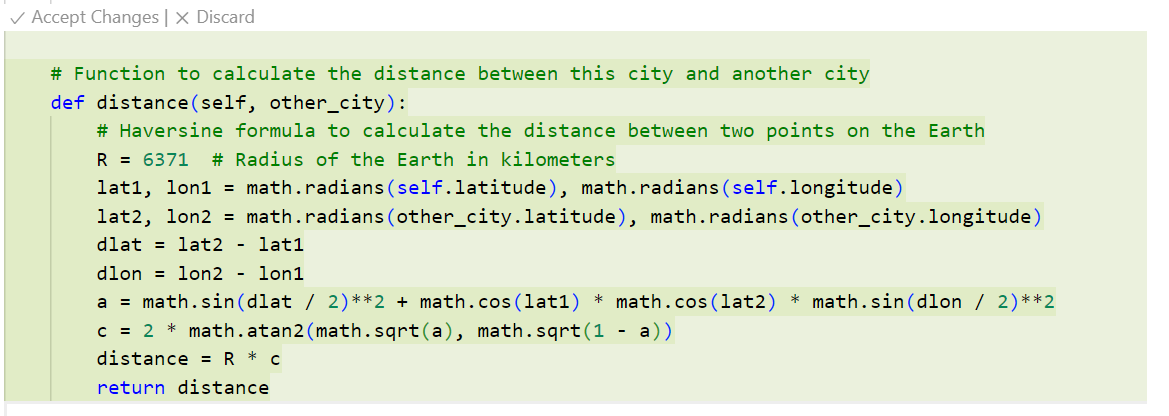 ✓ Accept Changes | ✕ Discard
# Function to calculate the distance between this city and another city
def distance(self, other_city):
# Haversine formula to calculate the distance between two points on the Earth
R = 6371  # Radius of the Earth in kilometers
lat1, lon1 = math.radians(self.latitude), math.radians(self.longitude)
lat2, lon2 = math.radians(other_city.latitude), math.radians(other_city.longitude)
dlat = lat2 - lat1
dlon = lon2 - lon1
a = math.sin(dlat / 2)**2 + math.cos(lat1) * math.cos(lat2) * math.sin(dlon / 2)**2
c = 2 * math.atan2(math.sqrt(a), math.sqrt(1 - a))
distance = R * c
return distance